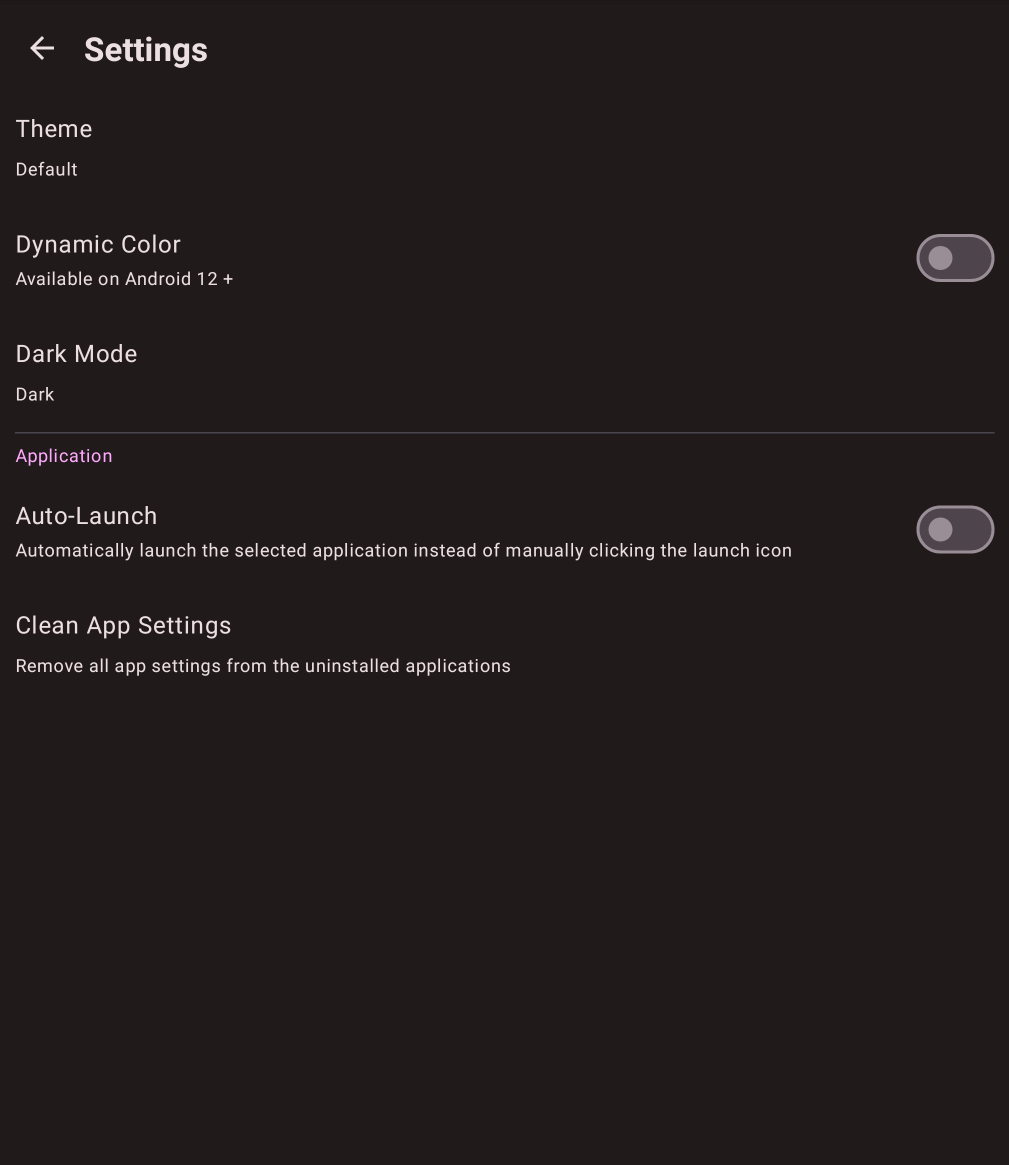 Settings
Theme
Default
Dynamic Color
Available on Android 12 +
Dark Mode
Dark
Application
Auto-Launch
Automatically launch the selected application instead of manually clicking the launch icon
Clean App Settings
Remove all app settings from the uninstalled applications